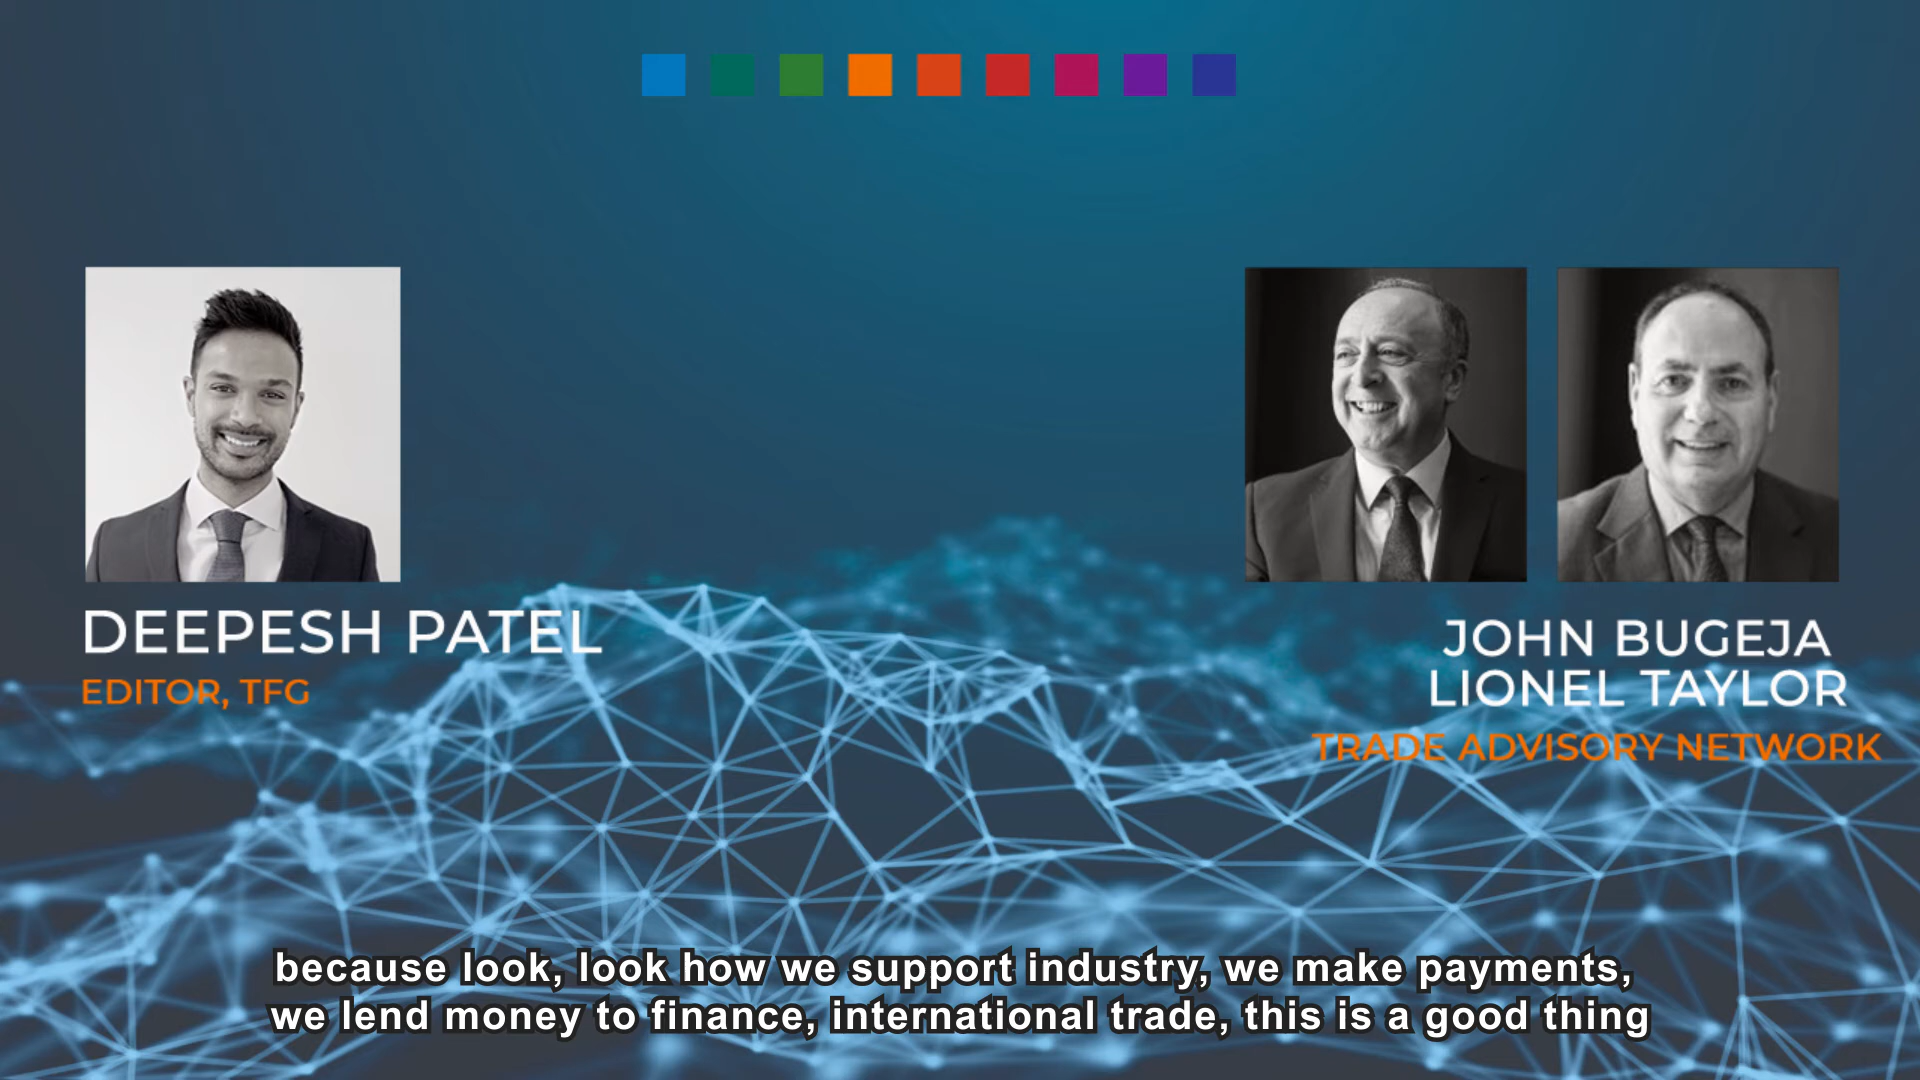 DEEPESH PATEL
EDITOR, TFG
JOHN BUGEJA
LIONEL TAYLOR
TRADE ADVISORY NETWORK
because look, look how we support industry, we make payments,
we lend money to finance, international trade, this is a good thing